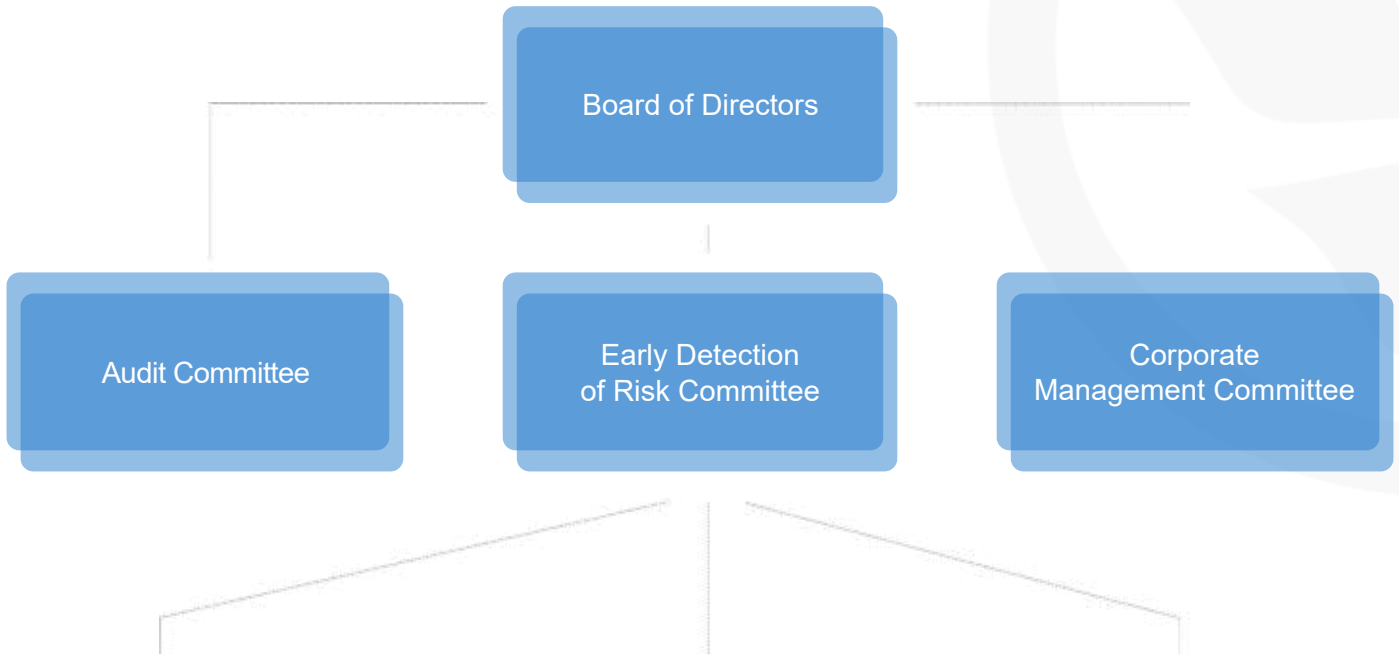 Board of Directors
Audit Committee
Early Detection
of Risk Committee
Corporate
Management Committee